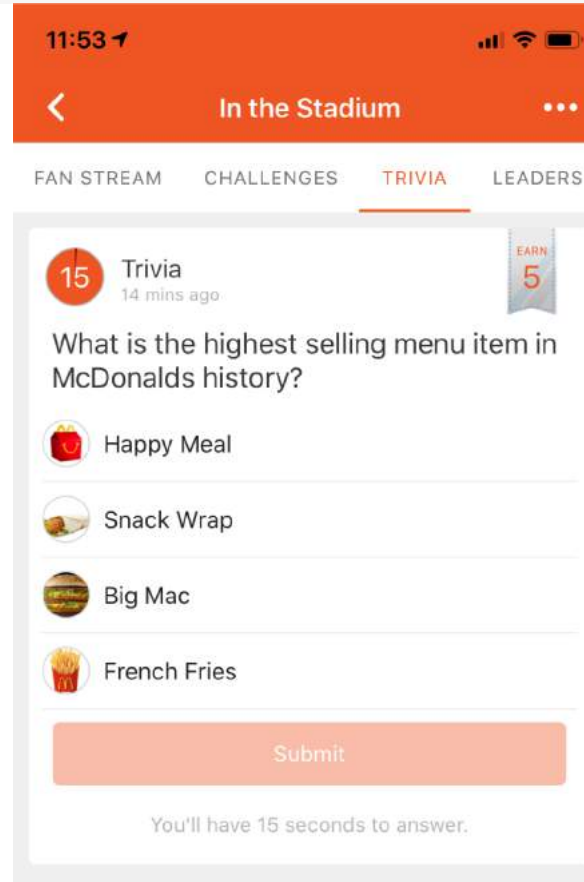 11:53
In the Stadium
FAN STREAM CHALLENGES TRIVIA LEADERS
15 Trivia
14 mins ago
EARN
5
What is the highest selling menu item in
McDonalds history?
Happy Meal
Snack Wrap
Big Mac
French Fries
Submit
You'll have 15 seconds to answer.